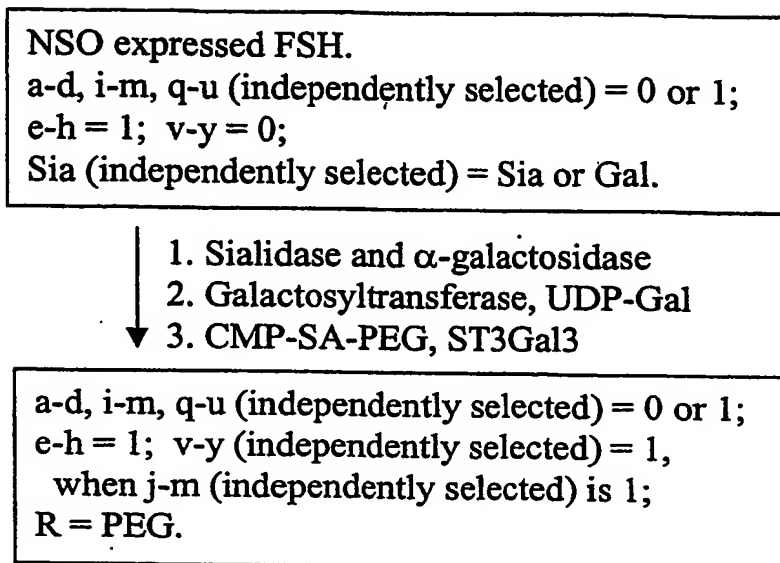 NSO expressed FSH.
a-d, i-m, q-u (independently selected) = 0 or 1;
e-h = 1; v-y = 0;
Sia (independently selected) = Sia or Gal.
1. Sialidase and α-galactosidase
2. Galactosyltransferase, UDP-Gal
3. CMP-SA-PEG, ST3Gal3
a-d, i-m, q-u (independently selected) = 0 or 1;
e-h = 1; v-y (independently selected) = 1,
when j-m (independently selected) is 1;
R = PEG.